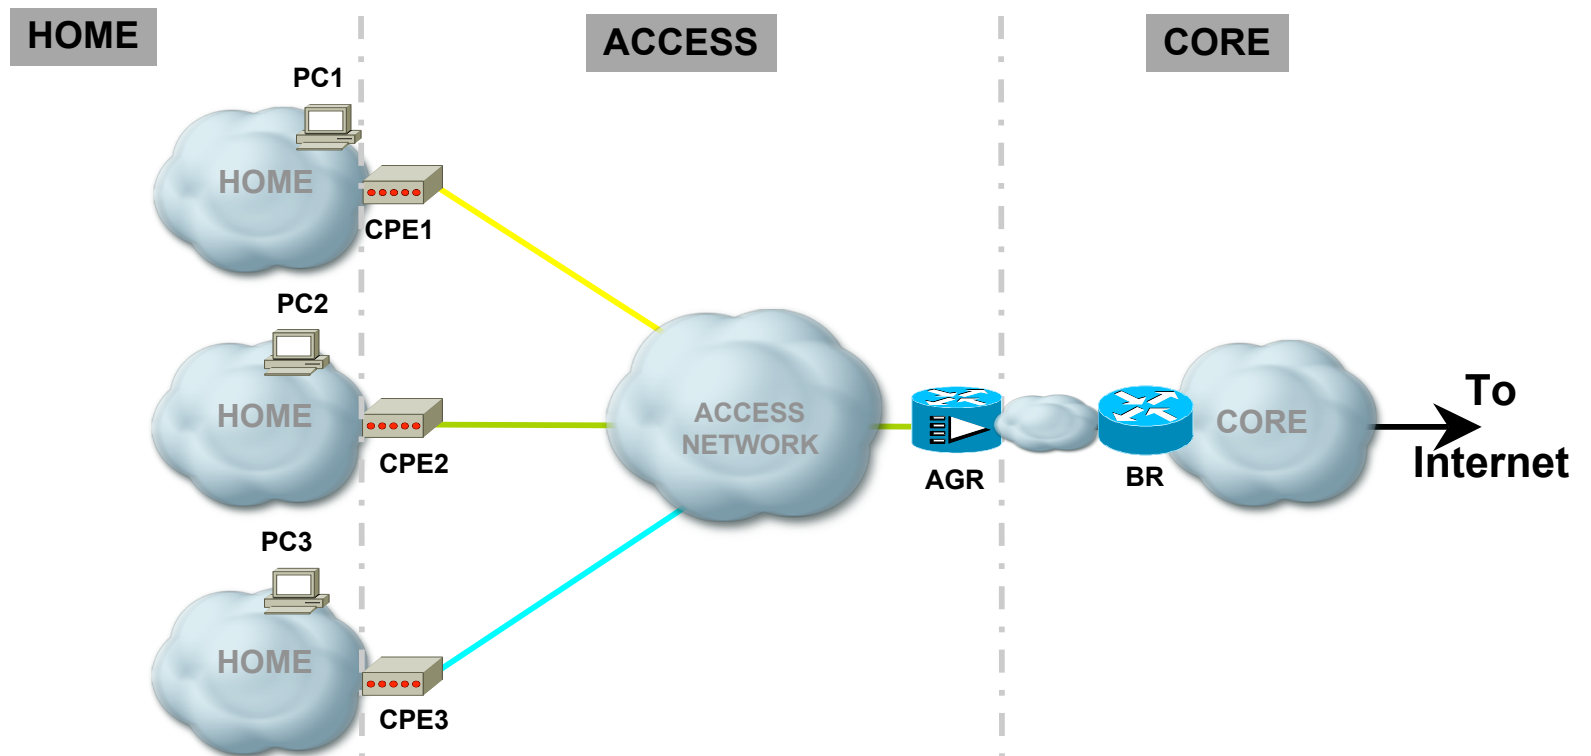 HOME
ACCESS
CORE
PC1
HOME
CPE1
PC2
HOME
CPE2
ACCESS
NETWORK
AGR
BR
CORE
To
Internet
PC3
HOME
CPE3